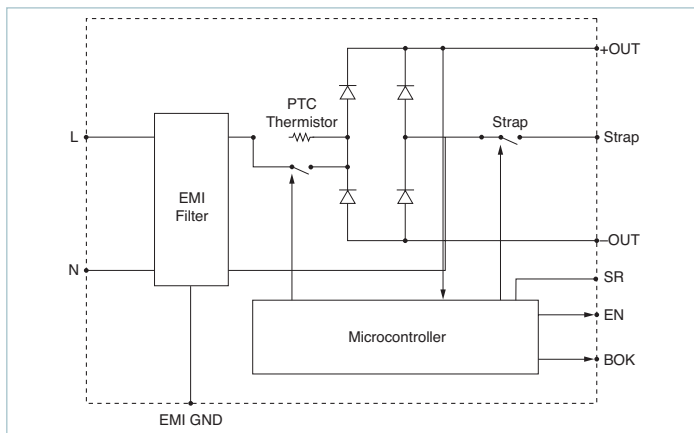 +OUT
PTC
Thermistor
Strap
L
Strap
EMI
Filter
N
–OUT
SR
EN
Microcontroller
BOK
EMI GND